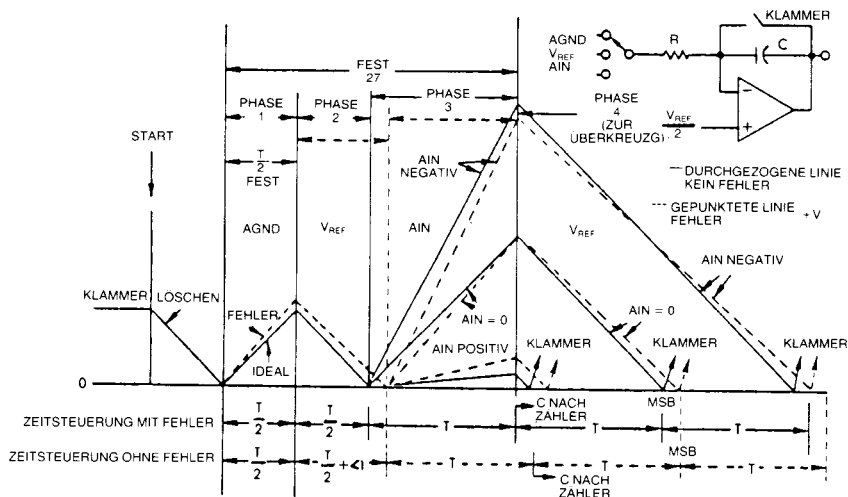 KLAMMER
AGND
VREF
AIN
R
C
−
+
VREF
2
FEST
27
PHASE
1
PHASE
2
PHASE
3
PHASE
4
(ZUR
ÜBERKREUZG)
START
T
2
FEST
AIN
NEGATIV
— DURCHGEZOGENE LINIE
KEIN FEHLER
--- GEPUNKTETE LINIE
FEHLER
+V
AGND
VREF
AIN
VREF
AIN NEGATIV
KLAMMER
LÖSCHEN
FEHLER
IDEAL
AIN = 0
AIN = 0
AIN POSITIV
KLAMMER
KLAMMER
KLAMMER
0
C NACH
ZÄHLER
MSB
ZEITSTEUERUNG MIT FEHLER
T
2
T
2
T
T
T
ZEITSTEUERUNG OHNE FEHLER
T
2
T
2
T
T
MSB
T
C NACH
ZÄHLER